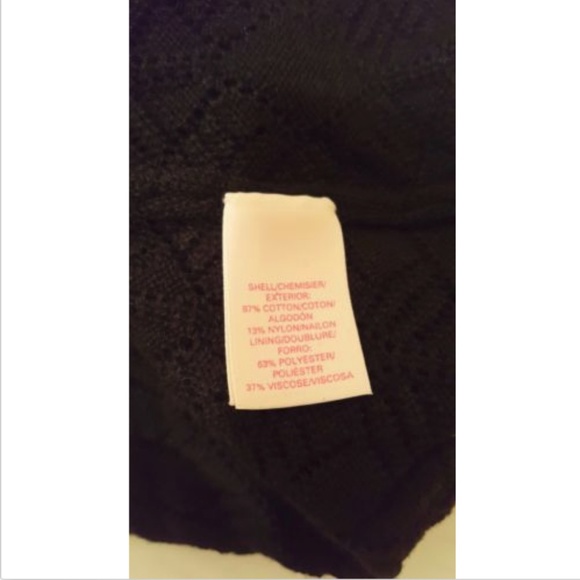 SHELL/CHEMISIER/
EXTERIOR:
87% COTTON/COTON/
ALGODÓN
13% NYLON/NAILON
LINING/DOUBLURE/
FORRO:
63% POLYESTER/
POLIÉSTER
37% VISCOSE/VISCOSA